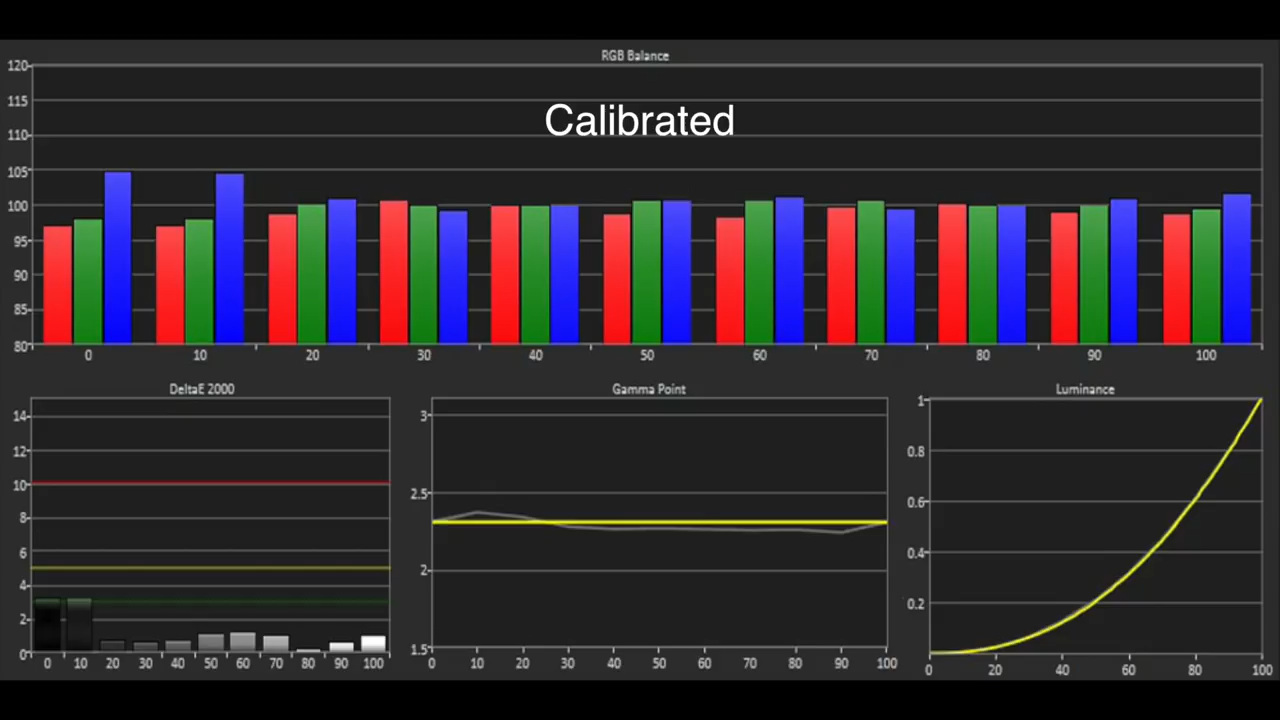 RGB Balance
Calibrated
120
115
110
105
100
95
90
85
80
0 10 20 30 40 50 60 70 80 90 100
DeltaE 2000
14
12
10
8
6
4
2
0
0 10 20 30 40 50 60 70 80 90 100
Gamma Point
3
2.5
2
1.5
0 10 20 30 40 50 60 70 80 90 100
Luminance
1
0.8
0.6
0.4
0.2
0 20 40 60 80 100